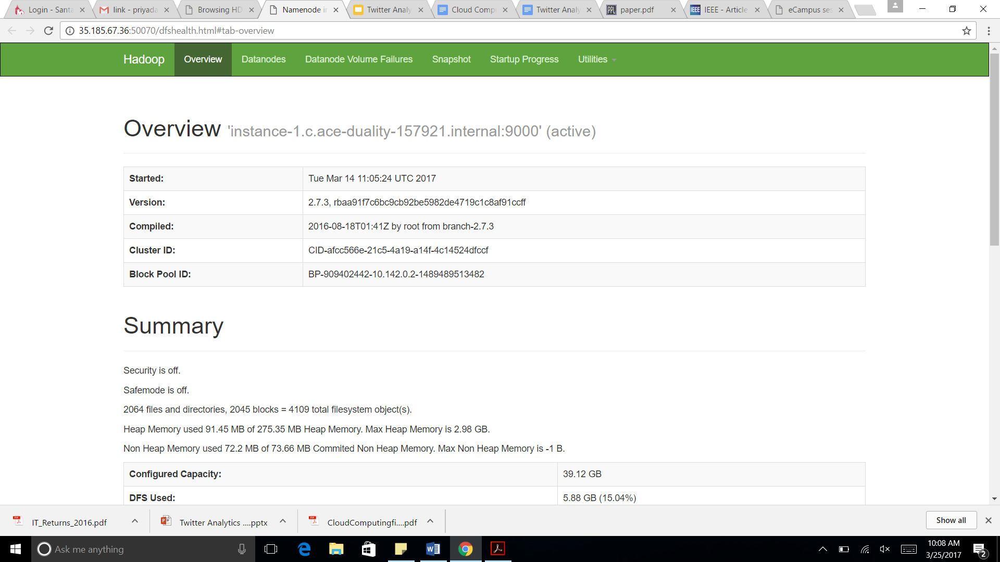 Login - Santa
link - priyada
Browsing HD
Namenode i
Twitter Analy
Cloud Comp
Twitter Analy
paper.pdf
IEEE - Article
eCampus ses
35.185.67.36:50070/dfshealth.html#tab-overview
Hadoop Overview Datanodes Datanode Volume Failures Snapshot Startup Progress Utilities
Overview 'instance-1.c.ace-duality-157921.internal:9000' (active)
Started: Tue Mar 14 11:05:24 UTC 2017
Version: 2.7.3, rbaa91f7c6bc9cb92be5982de4719c1c8af91ccff
Compiled: 2016-08-18T01:41Z by root from branch-2.7.3
Cluster ID: CID-afcc566e-21c5-4a19-a14f-4c14524dfccf
Block Pool ID: BP-909402442-10.142.0.2-1489489513482
Summary
Security is off.
Safemode is off.
2064 files and directories, 2045 blocks = 4109 total filesystem object(s).
Heap Memory used 91.45 MB of 275.35 MB Heap Memory. Max Heap Memory is 2.98 GB.
Non Heap Memory used 72.2 MB of 73.66 MB Commited Non Heap Memory. Max Non Heap Memory is -1 B.
Configured Capacity: 39.12 GB
DFS Used: 5.88 GB (15.04%)
IT_Returns_2016.pdf
Twitter Analytics ....pptx
CloudComputingfi....pdf
Show all
Ask me anything
10:08 AM
3/25/2017
2